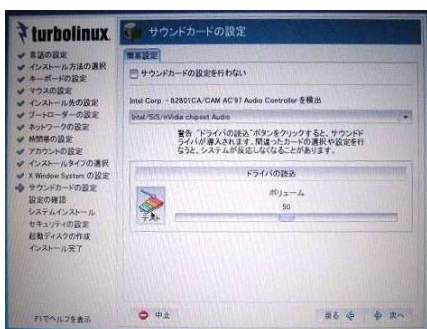 turbolinux
言語の設定
インストール方法の選択
キーボードの設定
マウスの設定
インストール先の設定
ブートローダーの設定
ネットワークの設定
時間帯の設定
アカウントの設定
インストールタイプの選択
X Window System の設定
サウンドカードの設定
設定の確認
システムインストール
セキュリティの設定
起動ディスクの作成
インストール完了
F1でヘルプを表示
サウンドカードの設定
簡易設定
サウンドカードの設定を行わない
Intel Corp. - 82801CA/CAM AC'97 Audio Controller を検出
Intel/SiS/nVidia chipset Audio
警告 "ドライバの読込"ボタンをクリックすると、サウンドド
ライバが導入されます。間違ったカードの選択や設定を行
なうと、システムが反応しなくなることがあります。
ドライバの読込
テスト
ボリューム
50
中止
戻る
次へ